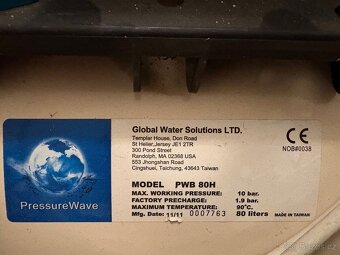 Global Water Solutions LTD.
Templar House, Don Road
St Helier,Jersey JE1 2TR
300 Pond Street
Randolph, MA 02368 USA
553 Jhongshan Road
Cingshuei, Taichung, 43643 Taiwan
CE
NOB#0038
PressureWave
MODEL PWB 80H
MAX. WORKING PRESSURE: 10 bar.
FACTORY PRECHARGE: 1.9 bar.
MAXIMUM TEMPERATURE: 90°C.
Mfg. Date: 11/11 0007763 80 liters
MADE IN TAIWAN